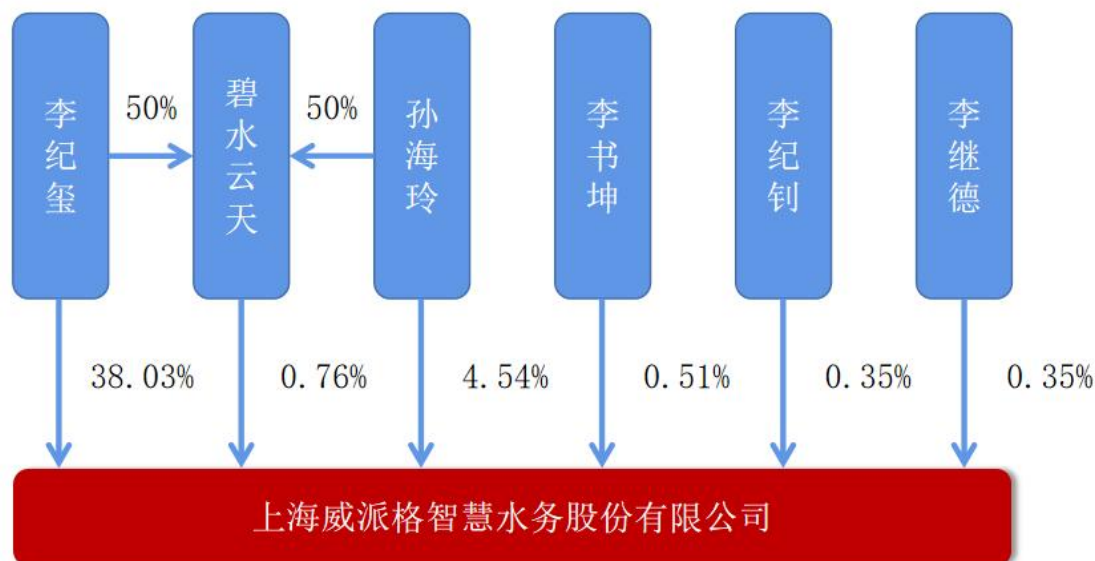 李纪玺
50%
碧水云天
50%
孙海玲
李书坤
李纪钊
李继德
38.03%
0.76%
4.54%
0.51%
0.35%
0.35%
上海威派格智慧水务股份有限公司